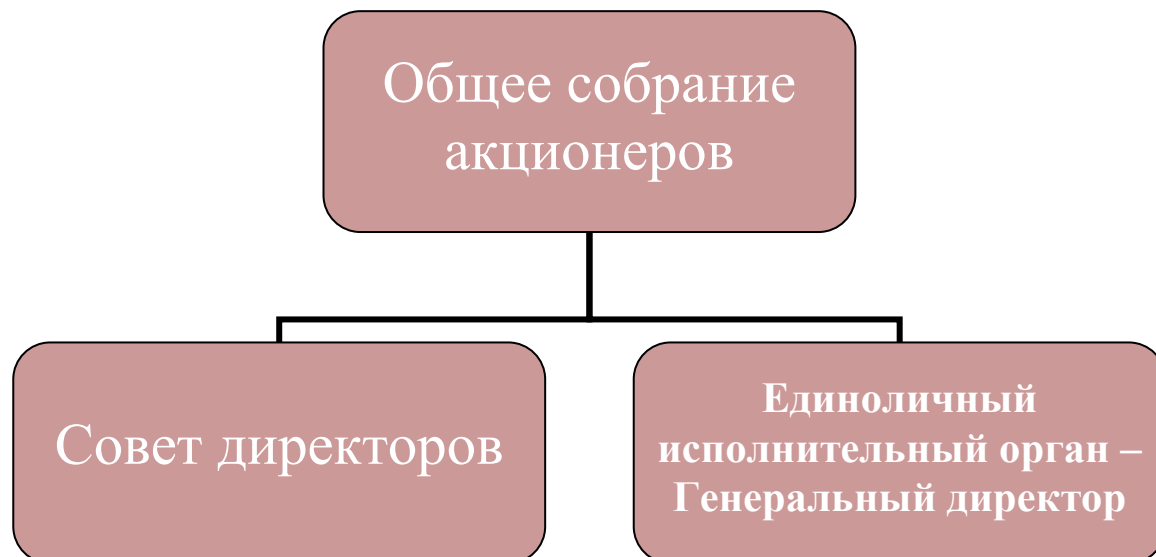 Общее собрание
акционеров
Совет директоров
Единоличный
исполнительный орган –
Генеральный директор